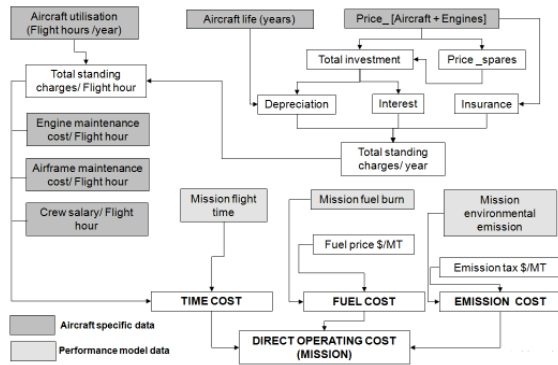 Aircraft utilisation
(Flight hours /year)
Aircraft life (years)
Price_ [Aircraft + Engines]
Total standing
charges/ Flight hour
Total investment
Price _spares
Depreciation
Interest
Insurance
Engine maintenance
cost/ Flight hour
Total standing
charges/ year
Airframe maintenance
cost/ Flight hour
Crew salary/ Flight
hour
Mission flight
time
Mission fuel burn
Mission
environmental
emission
Fuel price $/MT
Emission tax $/MT
TIME COST
FUEL COST
EMISSION COST
Aircraft specific data
Performance model data
DIRECT OPERATING COST
(MISSION)